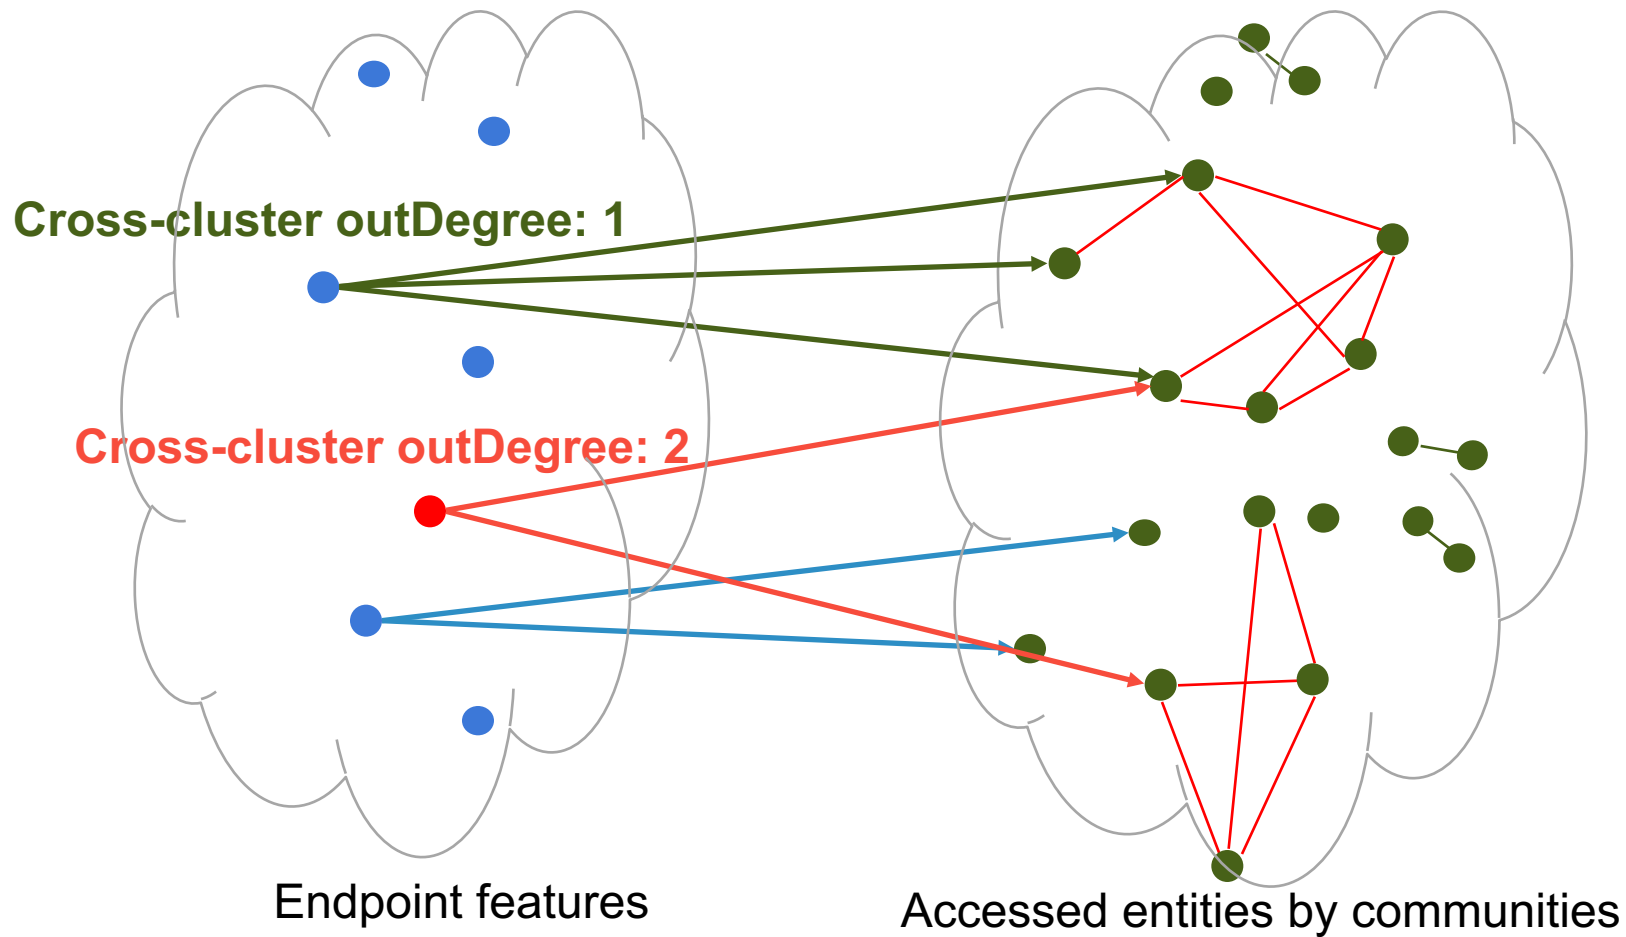 Cross-cluster outDegree: 1
Cross-cluster outDegree: 2
Endpoint features
Accessed entities by communities